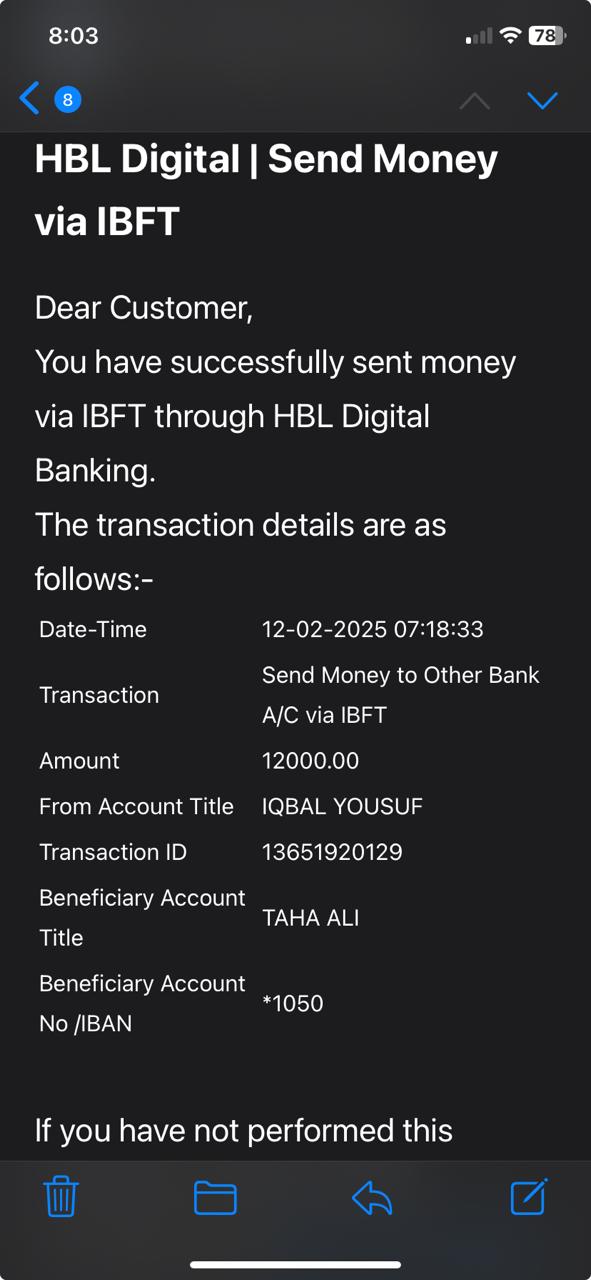 8:03
78
8
HBL Digital | Send Money
via IBFT
Dear Customer,
You have successfully sent money
via IBFT through HBL Digital
Banking.
The transaction details are as
follows:-
Date-Time 12-02-2025 07:18:33
Transaction Send Money to Other Bank
A/C via IBFT
Amount 12000.00
From Account Title IQBAL YOUSUF
Transaction ID 13651920129
Beneficiary Account
Title TAHA ALI
Beneficiary Account
No /IBAN *1050
If you have not performed this